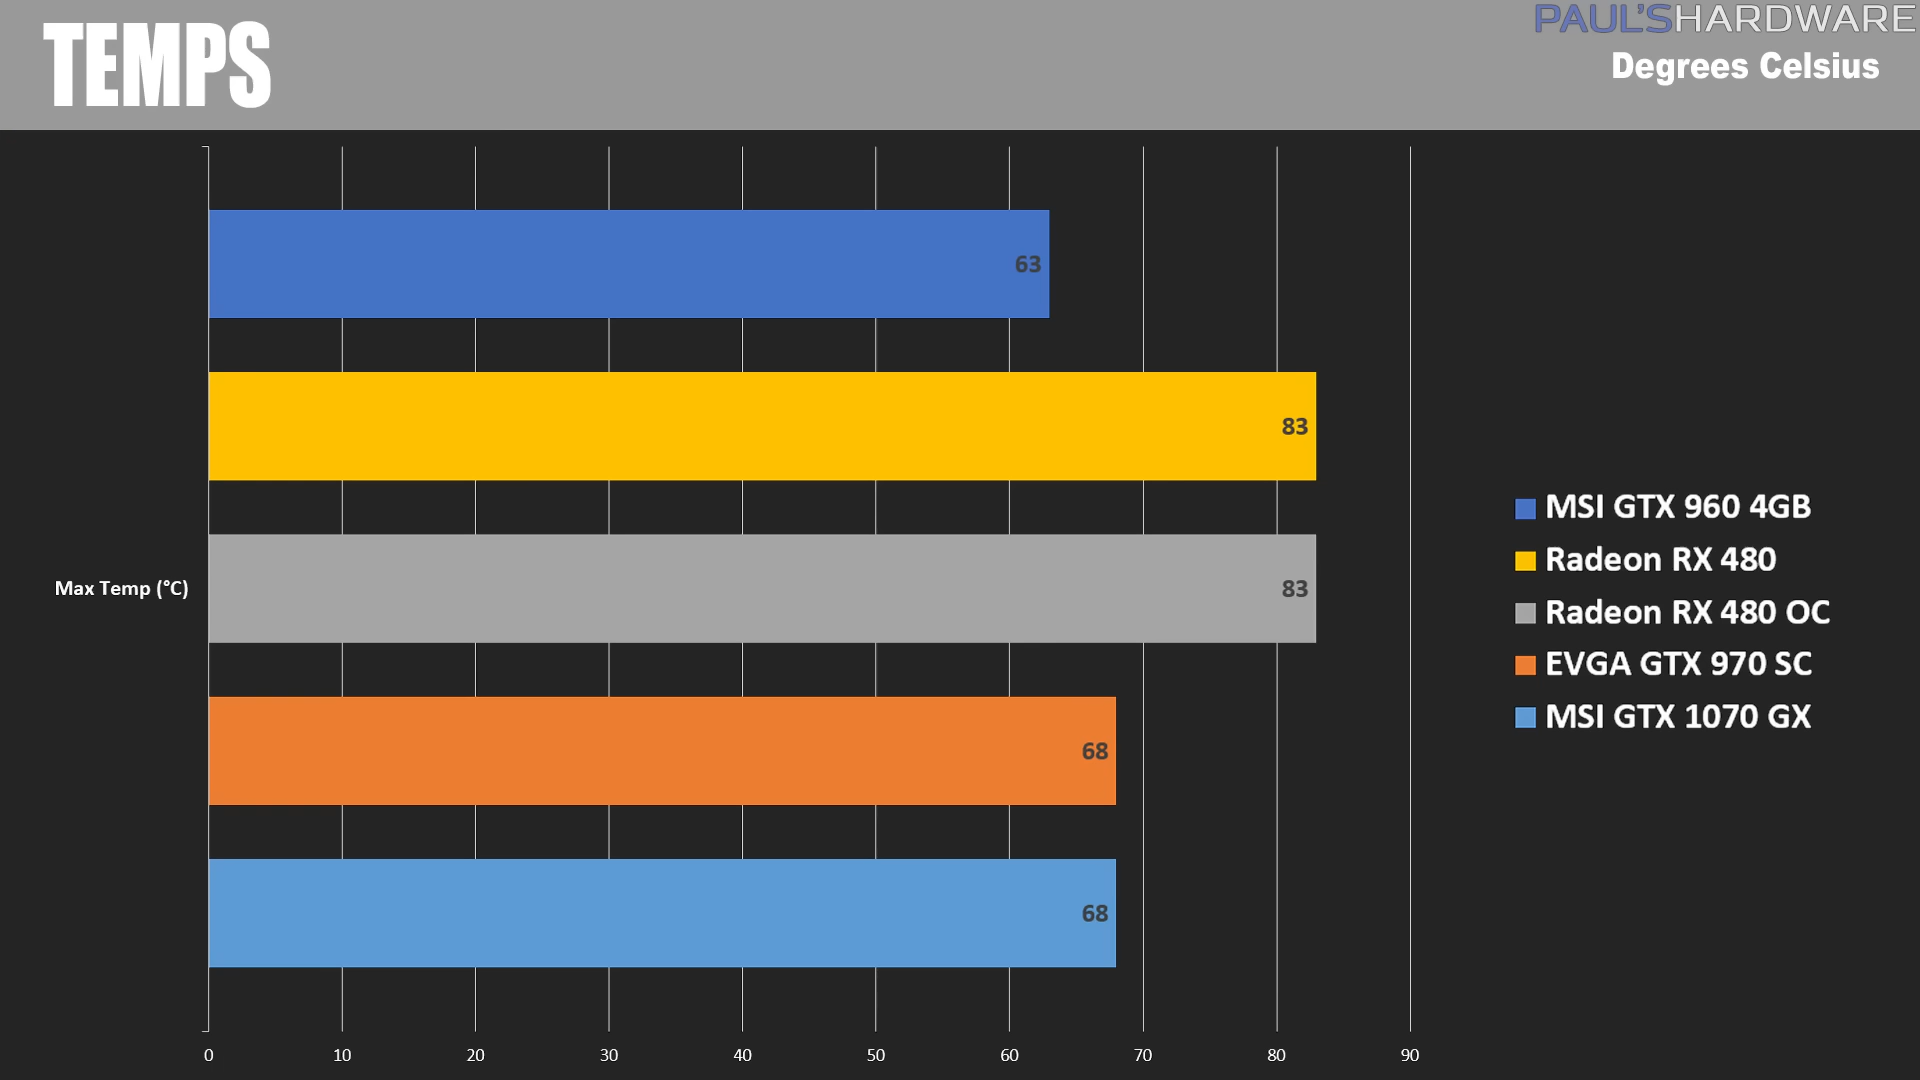 TEMPS
PAUL'SHARDWARE
Degrees Celsius
63
83
Max Temp (°C)
83
68
68
MSI GTX 960 4GB
Radeon RX 480
Radeon RX 480 OC
EVGA GTX 970 SC
MSI GTX 1070 GX
0 10 20 30 40 50 60 70 80 90